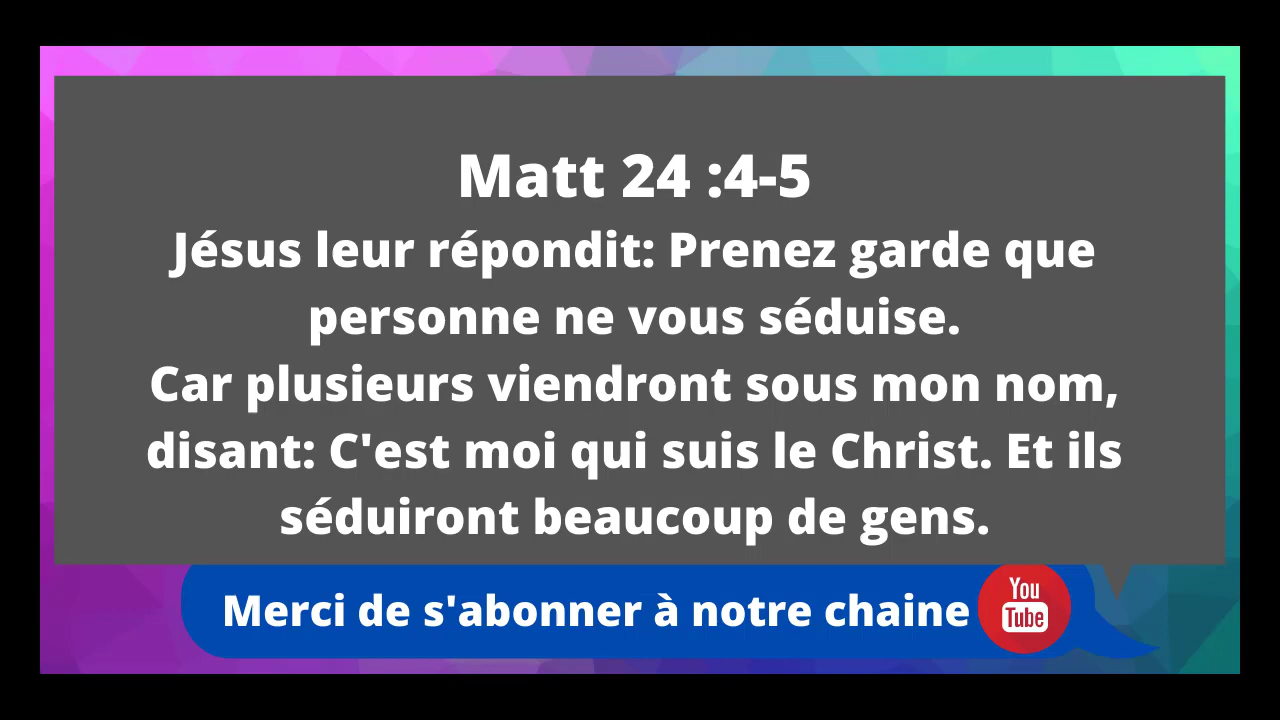 Matt 24 :4-5
Jésus leur répondit: Prenez garde que
personne ne vous séduise.
Car plusieurs viendront sous mon nom,
disant: C'est moi qui suis le Christ. Et ils
séduiront beaucoup de gens.
Merci de s'abonner à notre chaine
You
Tube